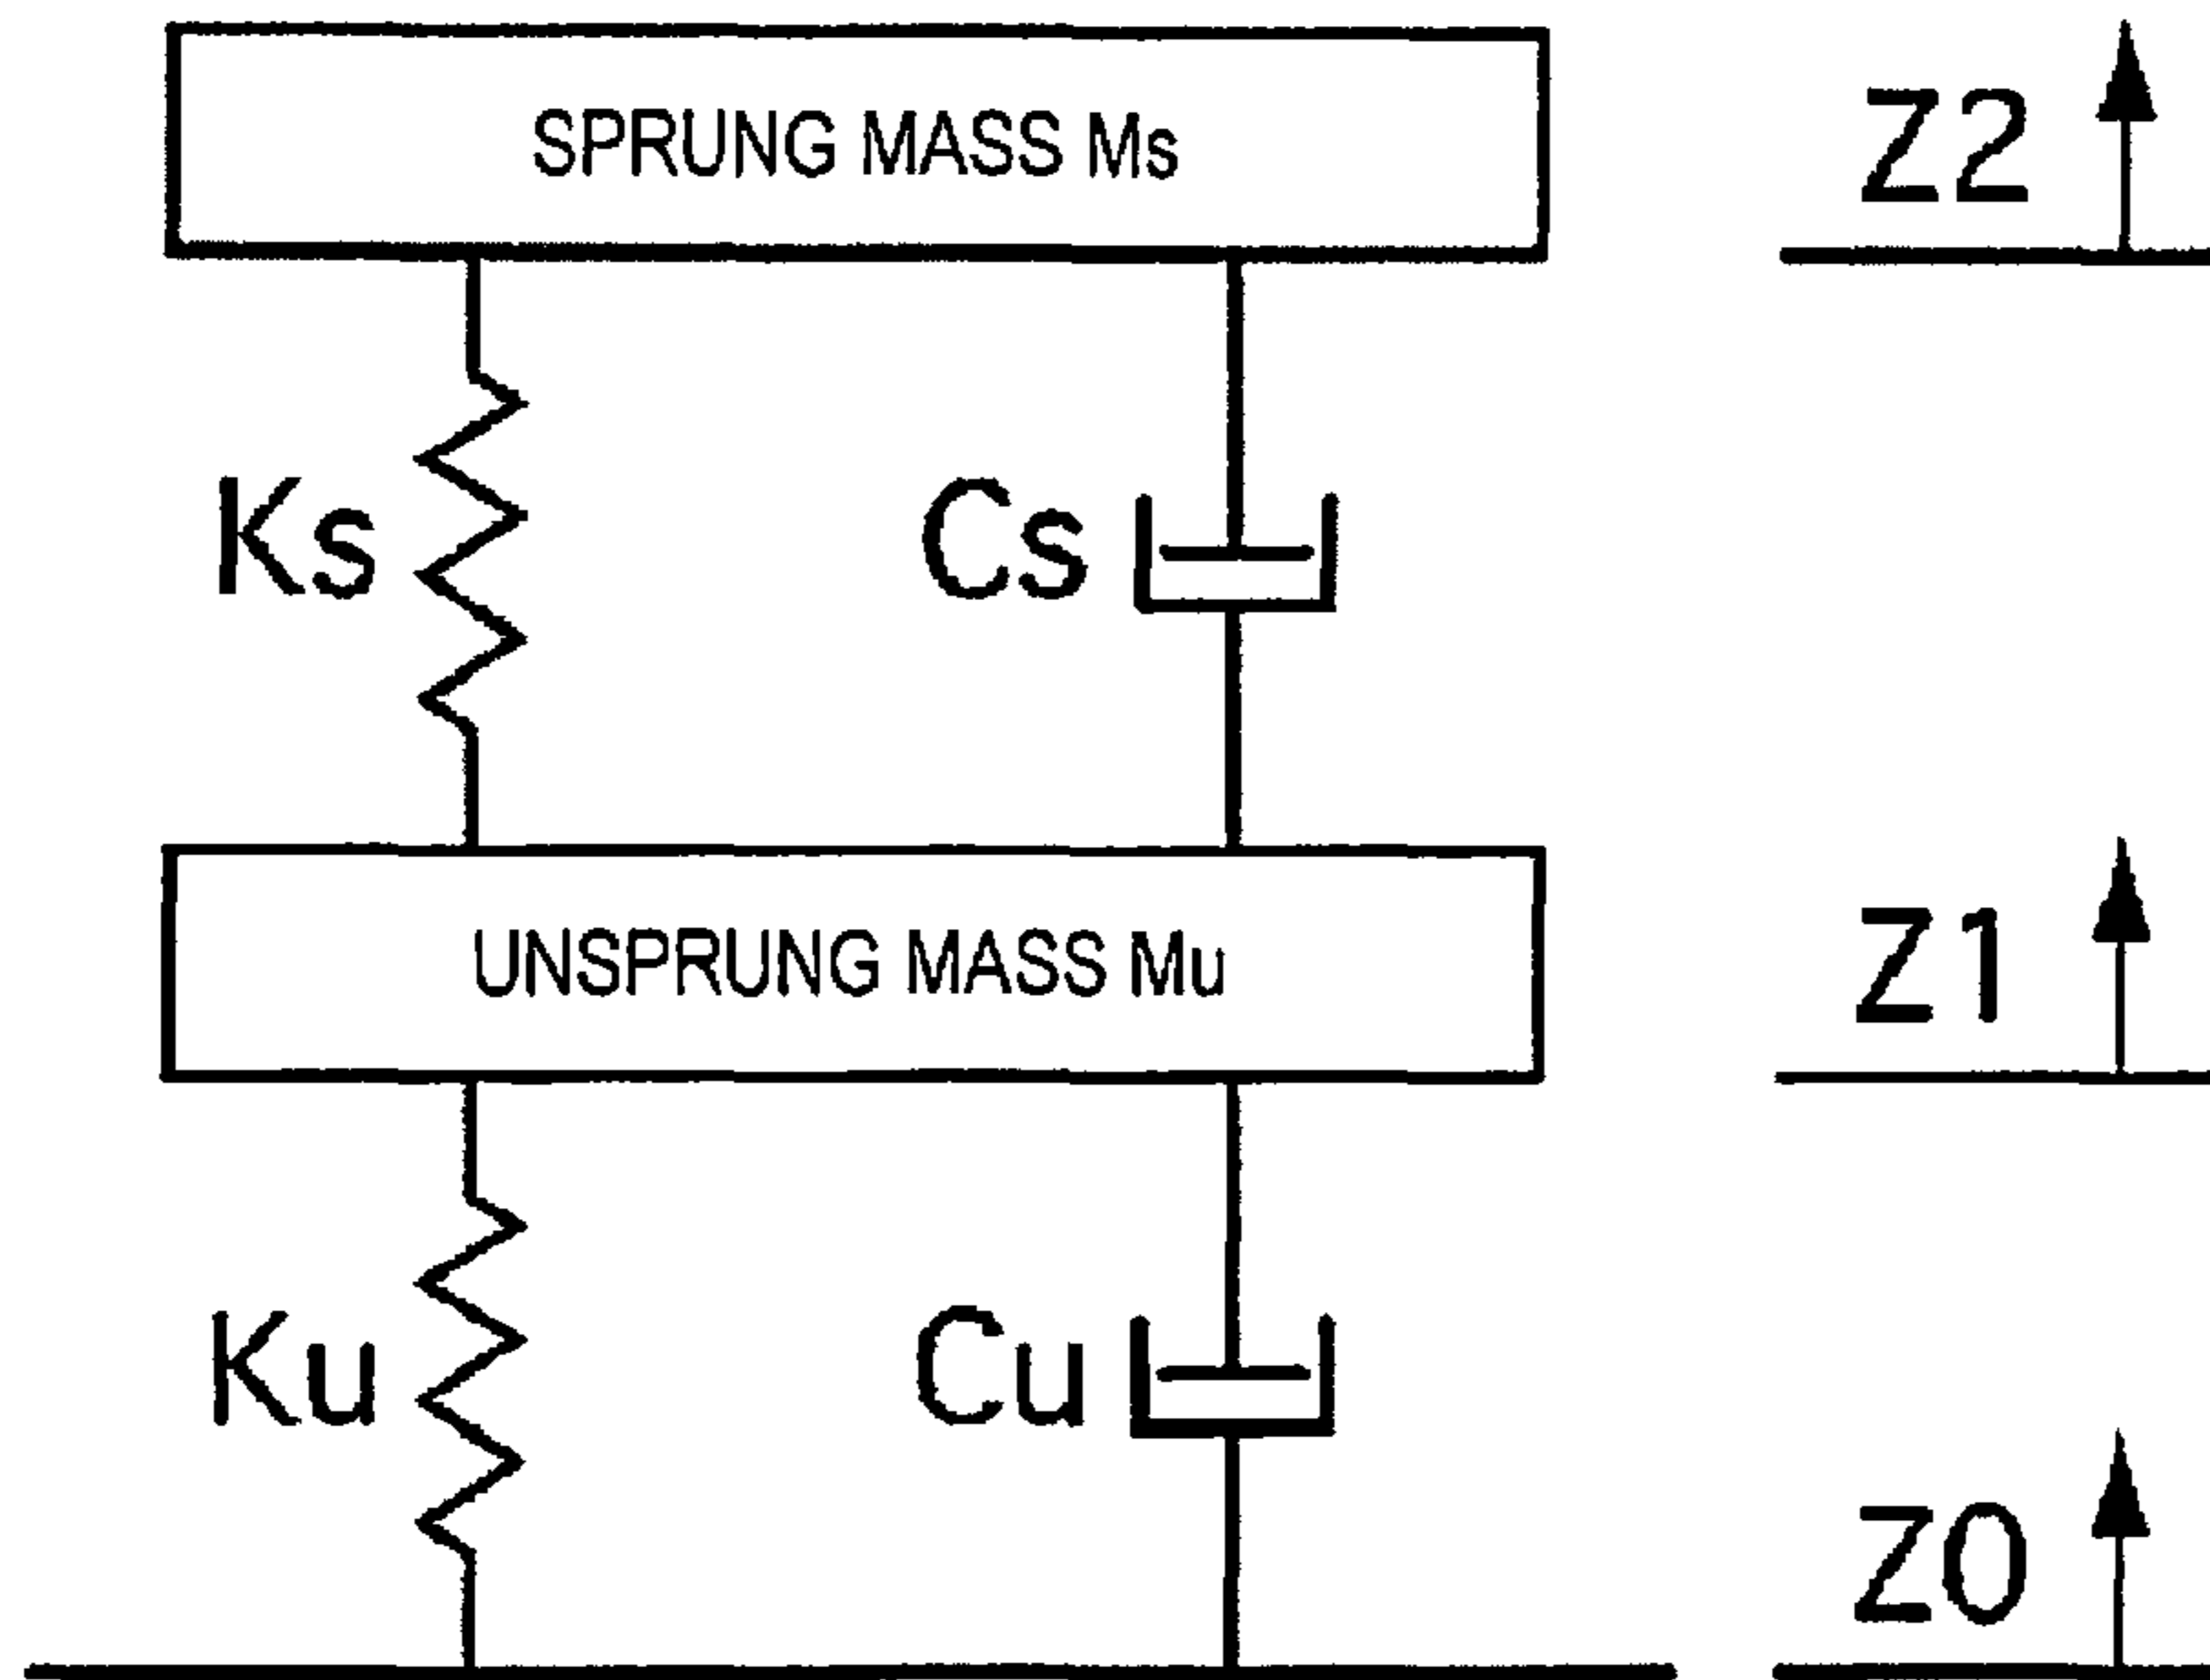 SPRUNG MASS Ms
Z2
Ks
Cs
UNSPRUNG MASS Mu
Z1
Ku
Cu
Z0